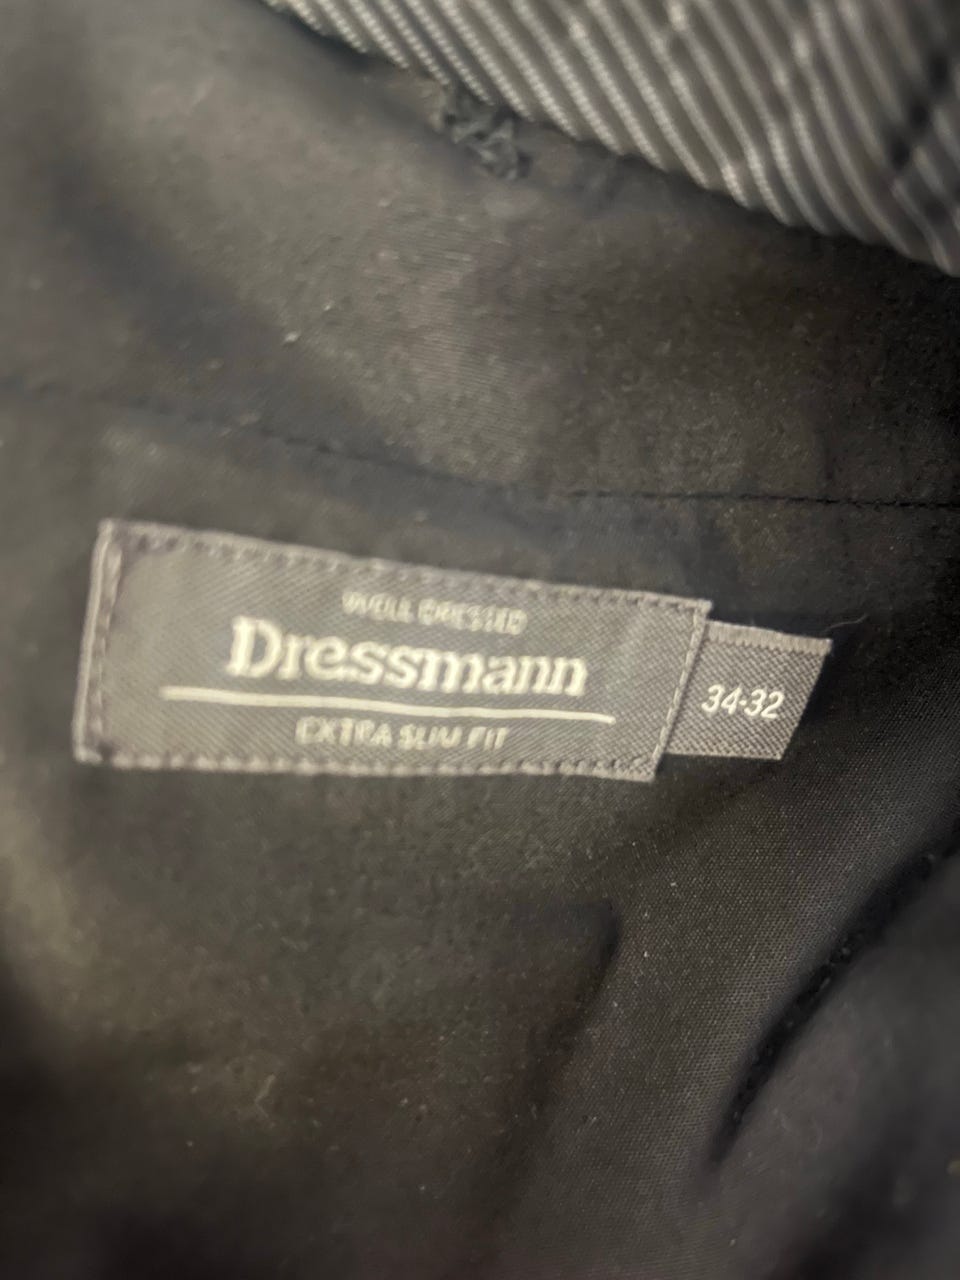 WELL DRESSED
Dressmann
EXTRA SLIM FIT
34-32